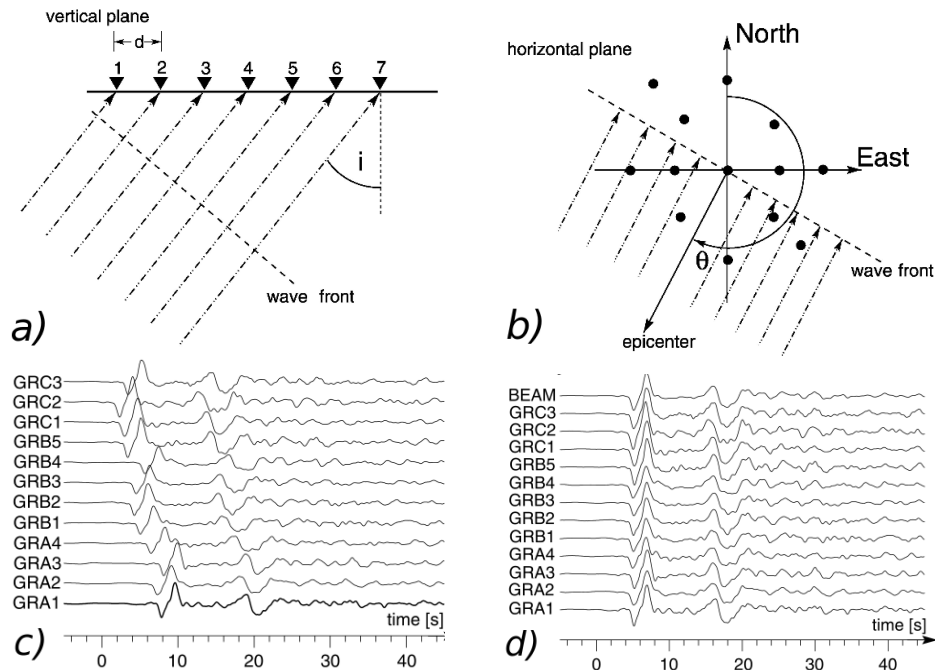 vertical plane
d
1 2 3 4 5 6 7
i
wave front
a)
North
horizontal plane
East
θ
wave front
epicenter
b)
GRC3
GRC2
GRC1
GRB5
GRB4
GRB3
GRB2
GRB1
GRA4
GRA3
GRA2
GRA1
time [s]
0 10 20 30 40
c)
BEAM
GRC3
GRC2
GRC1
GRB5
GRB4
GRB3
GRB2
GRB1
GRA4
GRA3
GRA2
GRA1
time [s]
0 10 20 30 40
d)